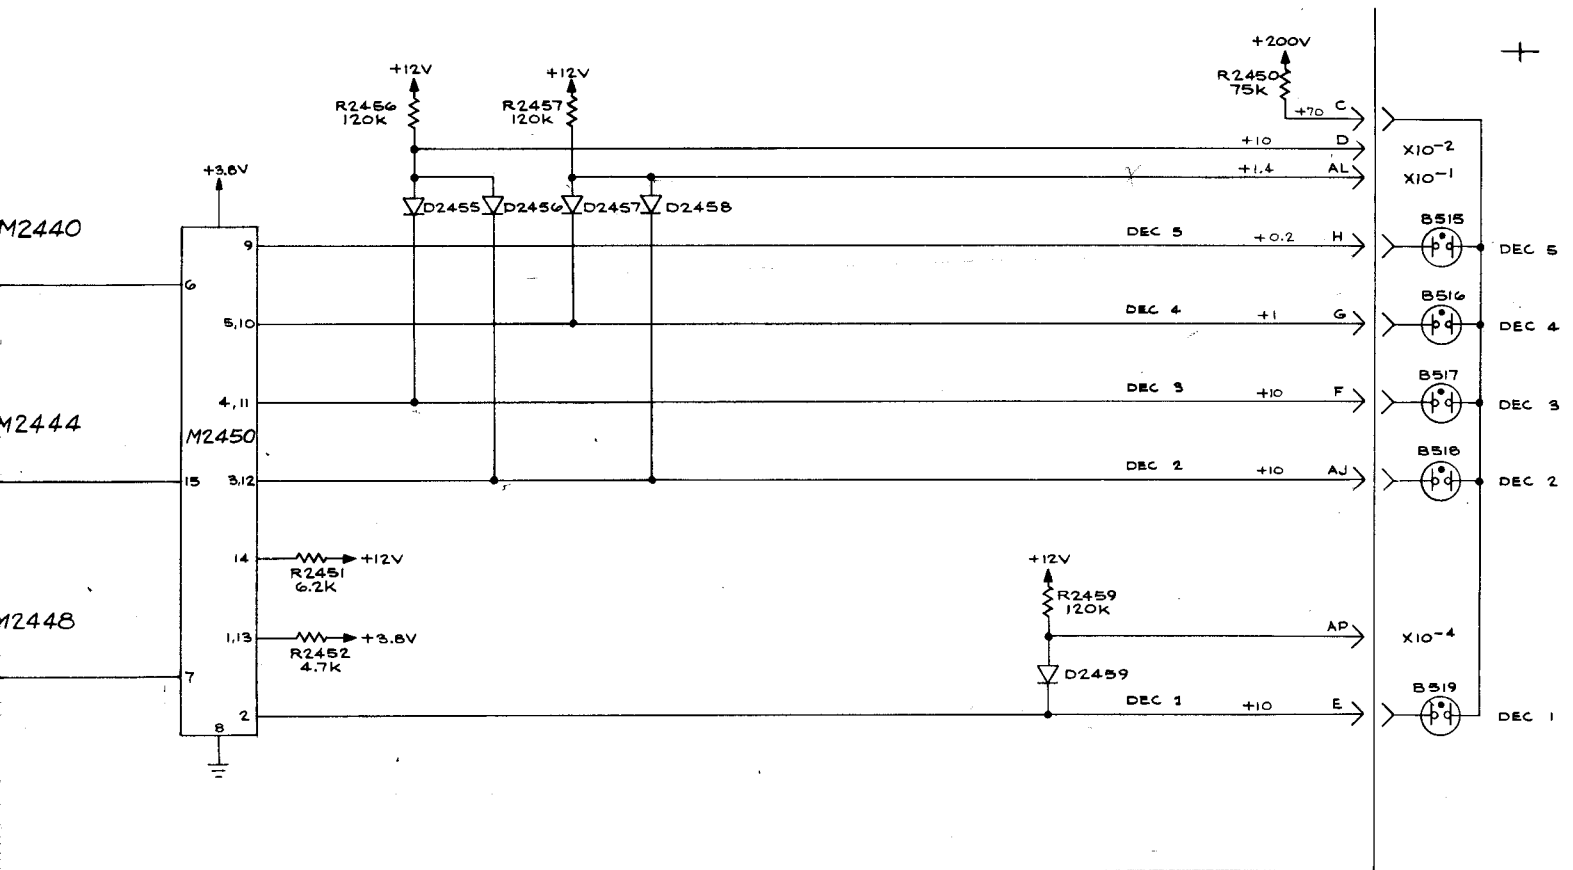 +200V
R2450
75K
+12V
+12V
R2456
120K
R2457
120K
+70 C
+10 D
X10-2
+3.8V
+1.4 AL
X10-1
D2455 D2456 D2457 D2458
M2440
B515
9
DEC 5 +0.2 H
DEC 5
6
B516
5,10
DEC 4 +1 G
DEC 4
B517
4,11
DEC 3 +10 F
DEC 3
M2444
M2450
B518
15
3,12
DEC 2 +10 AJ
DEC 2
14
+12V
R2451
6.2K
+12V
R2459
120K
M2448
1,13
+3.8V
R2452
4.7K
AP
X10-4
7
D2459
B519
2
DEC 1 +10 E
DEC 1
8